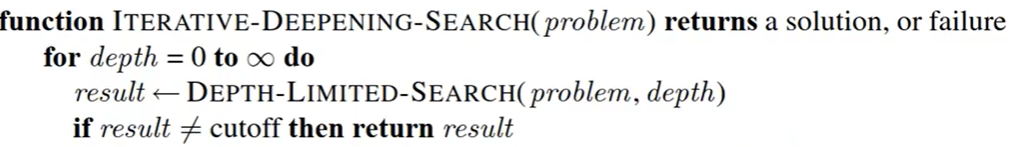 function ITERATIVE-DEEPENING-SEARCH(problem) returns a solution, or failure
for depth = 0 to ∞ do
result ← DEPTH-LIMITED-SEARCH(problem, depth)
if result ≠ cutoff then return result